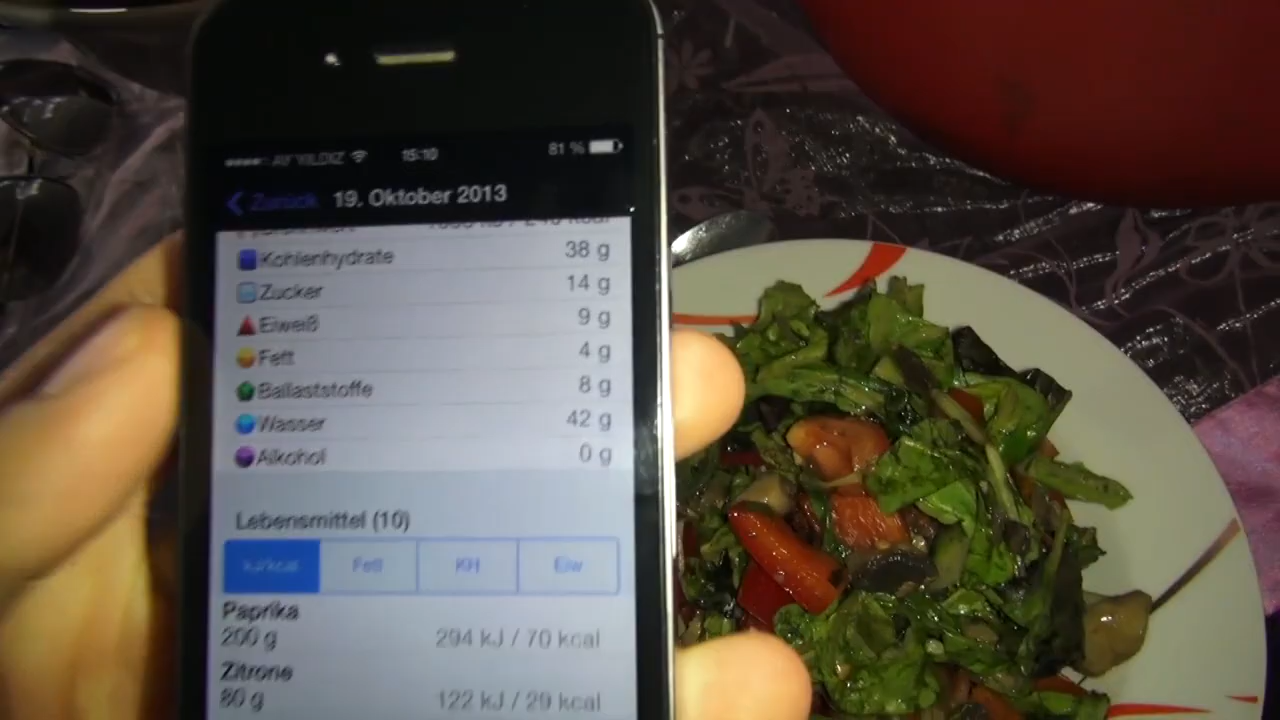 AY YILDIZ 15:10 81 %
Zurück 19. Oktober 2013
Kohlenhydrate 38 g
Zucker 14 g
Eiweiß 9 g
Fett 4 g
Ballaststoffe 8 g
Wasser 42 g
Alkohol 0 g
Lebensmittel (10)
kJ/kcal Fett KH Eiw
Paprika
200 g 294 kJ / 70 kcal
Zitrone
80 g 122 kJ / 29 kcal